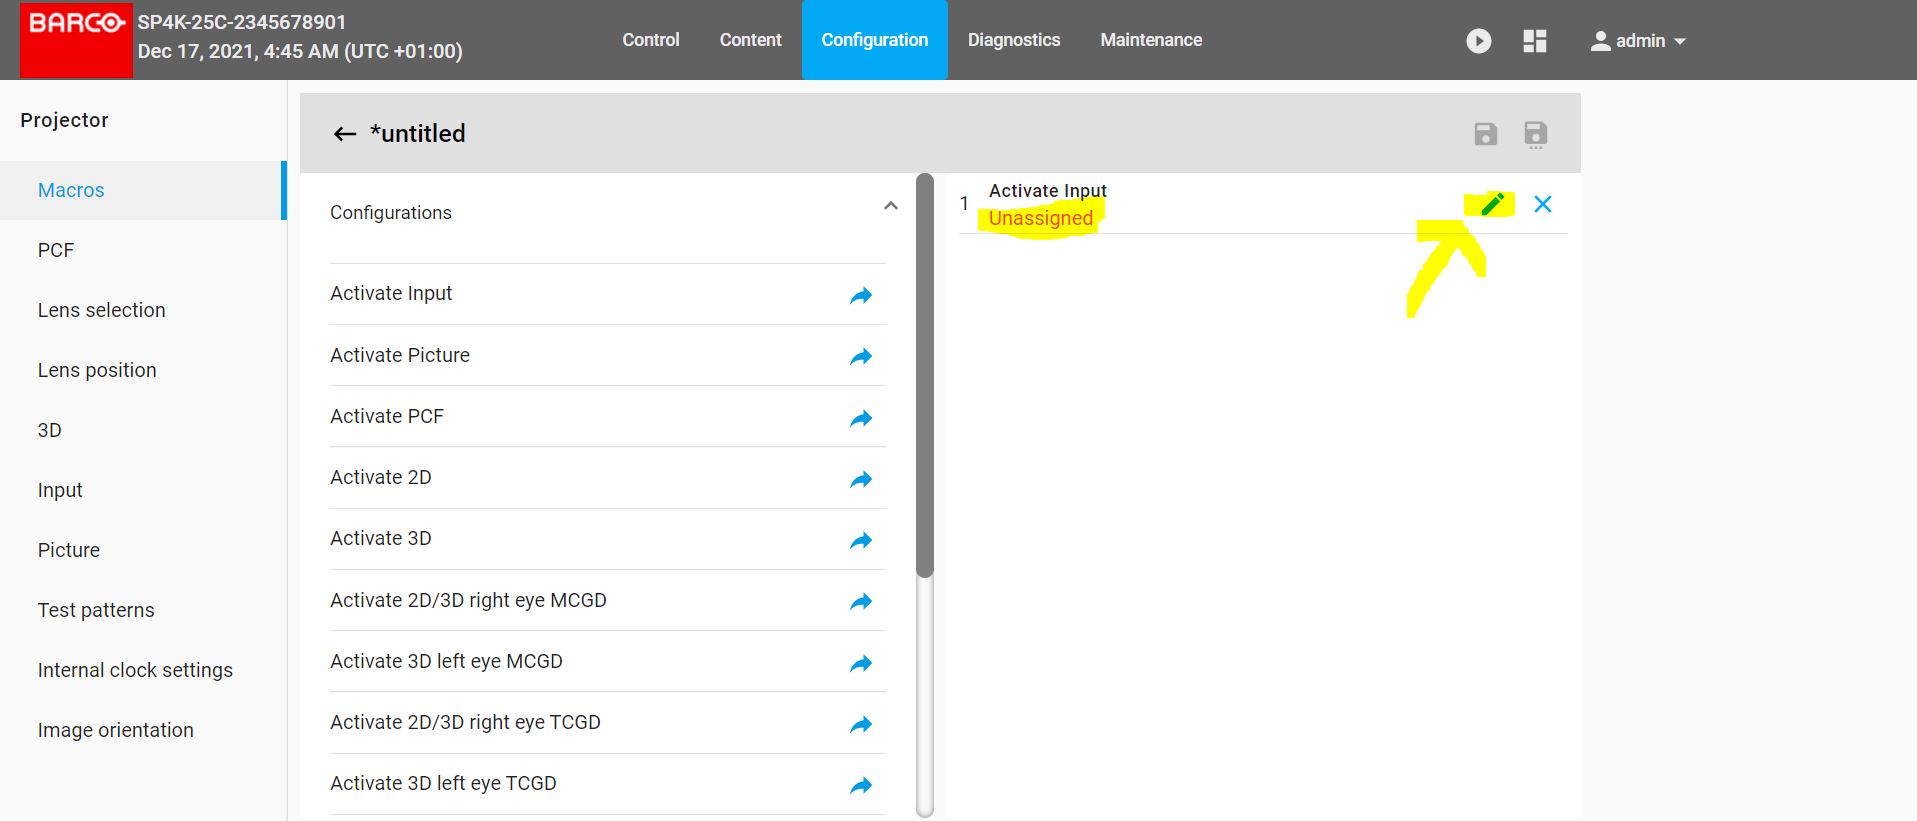 BARCO
SP4K-25C-2345678901
Dec 17, 2021, 4:45 AM (UTC +01:00)
Control
Content
Configuration
Diagnostics
Maintenance
admin
Projector
Macros
PCF
Lens selection
Lens position
3D
Input
Picture
Test patterns
Internal clock settings
Image orientation
*untitled
Configurations
Activate Input
Activate Picture
Activate PCF
Activate 2D
Activate 3D
Activate 2D/3D right eye MCGD
Activate 3D left eye MCGD
Activate 2D/3D right eye TCGD
Activate 3D left eye TCGD
1
Activate Input
Unassigned